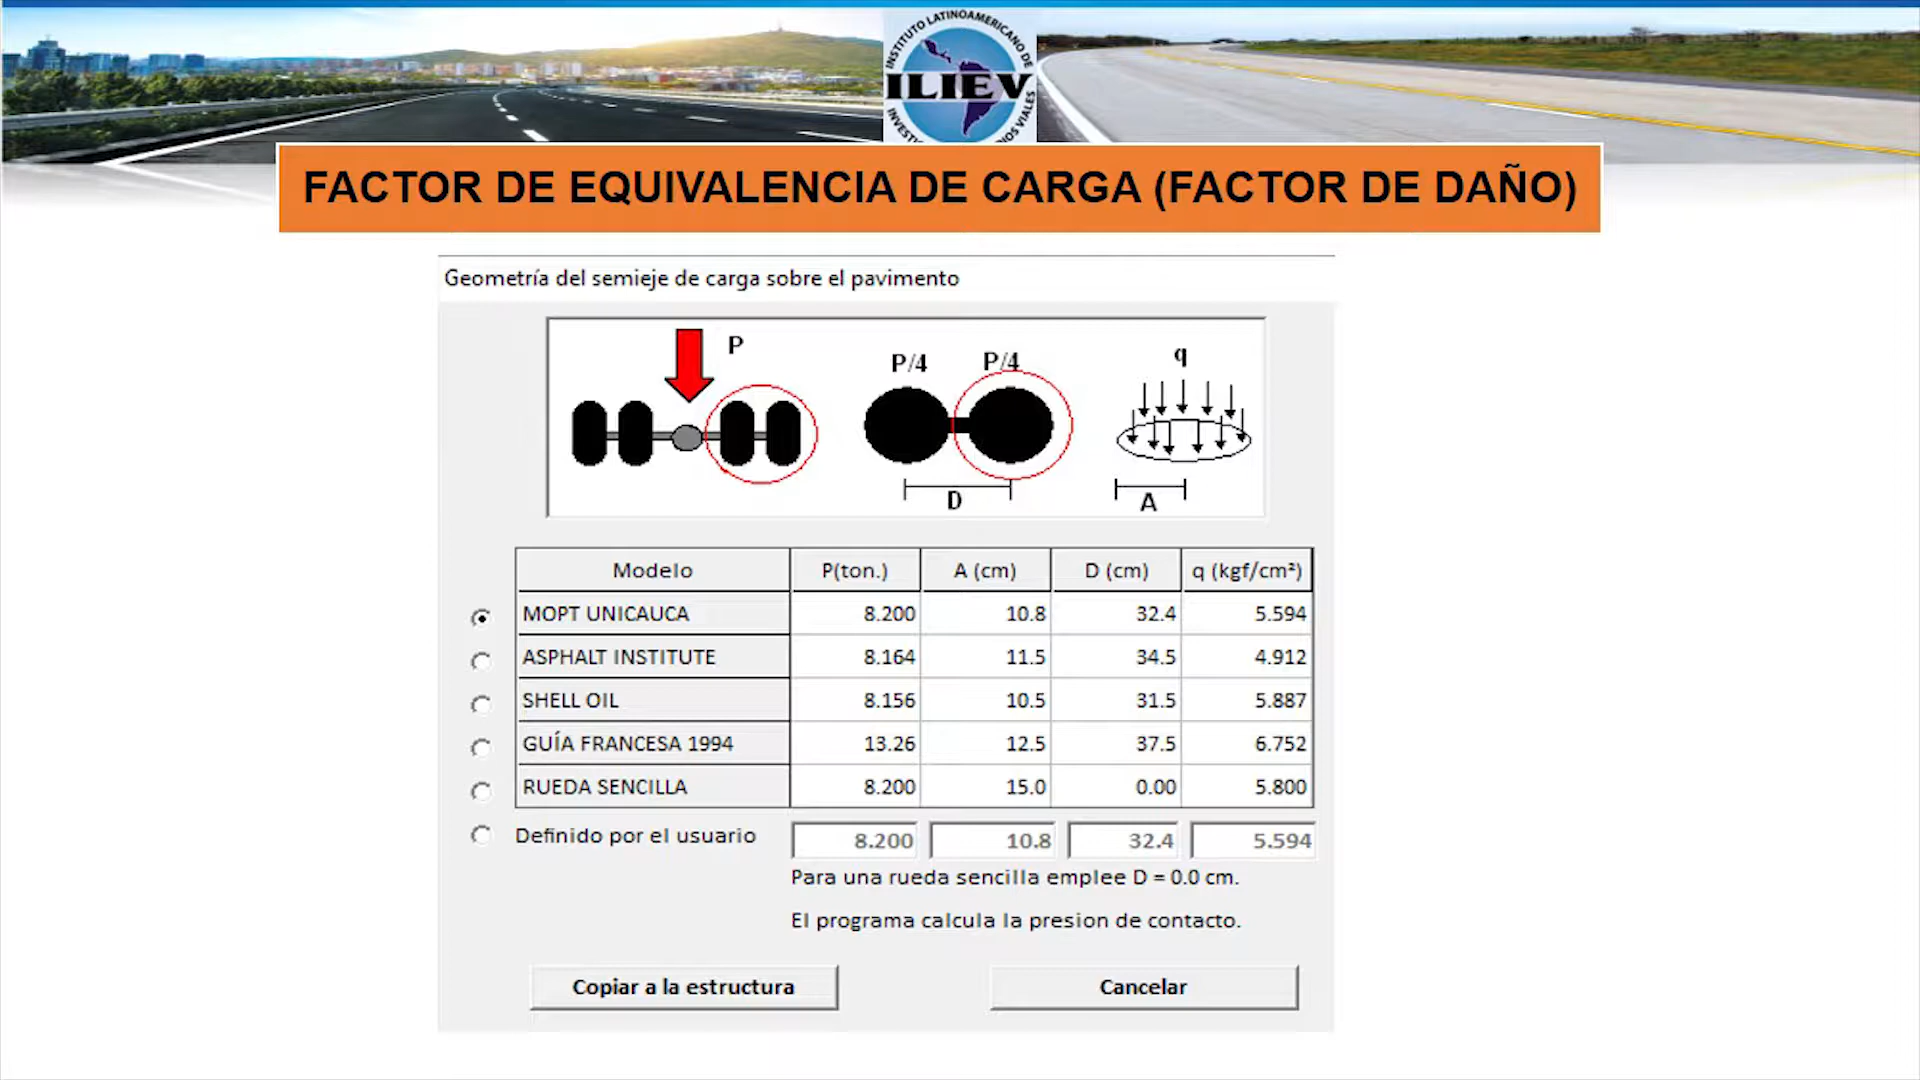 INSTITUTO LATINOAMERICANO DE
ILIEV
FACTOR DE EQUIVALENCIA DE CARGA (FACTOR DE DAÑO)
Geometría del semieje de carga sobre el pavimento
P
P/4 P/4
q
D
A
Modelo P(ton.) A (cm) D (cm) q (kgf/cm²)
MOPT UNICAUCA 8.200 10.8 32.4 5.594
ASPHALT INSTITUTE 8.164 11.5 34.5 4.912
SHELL OIL 8.156 10.5 31.5 5.887
GUÍA FRANCESA 1994 13.26 12.5 37.5 6.752
RUEDA SENCILLA 8.200 15.0 0.00 5.800
Definido por el usuario 8.200 10.8 32.4 5.594
Para una rueda sencilla emplee D = 0.0 cm.
El programa calcula la presion de contacto.
Copiar a la estructura Cancelar